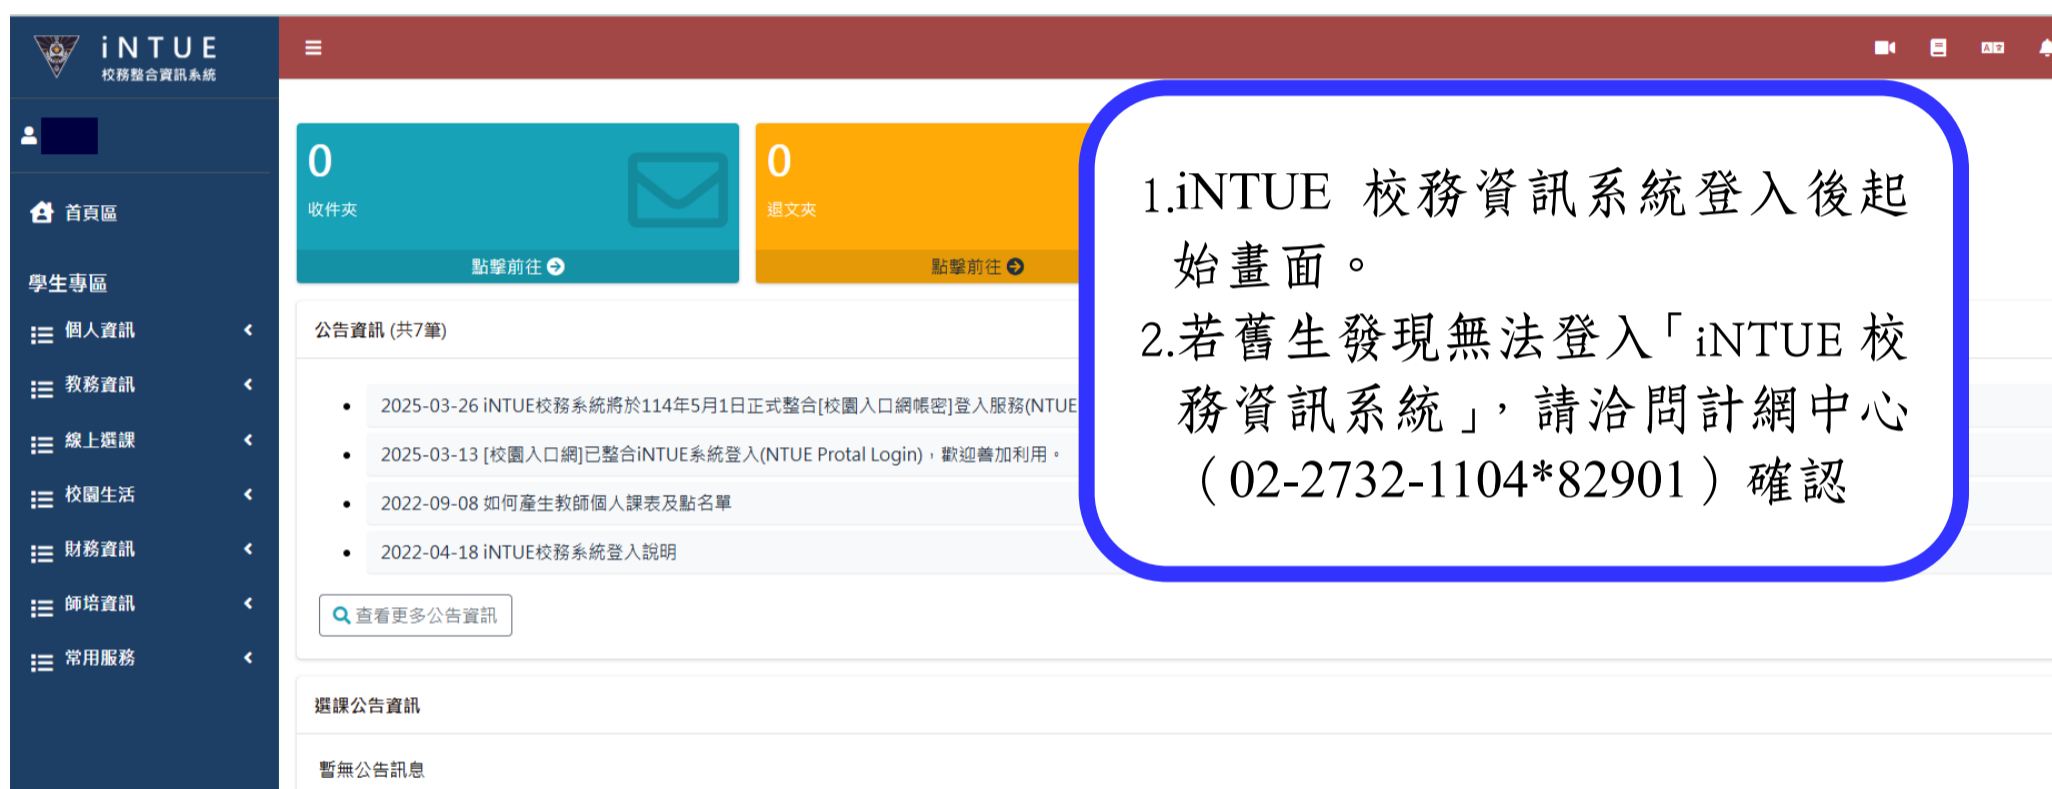 iNTUE
校務整合資訊系統
首頁區
學生專區
個人資訊
教務資訊
線上選課
校園生活
財務資訊
師培資訊
常用服務
0
收件夾
點擊前往
0
退文夾
點擊前往
公告資訊 (共7筆)
2025-03-26 iNTUE校務系統將於114年5月1日正式整合[校園入口網帳密]登入服務(NTUE
2025-03-13 [校園入口網]已整合iNTUE系統登入(NTUE Protal Login)，歡迎善加利用。
2022-09-08 如何產生教師個人課表及點名單
2022-04-18 iNTUE校務系統登入說明
查看更多公告資訊
選課公告資訊
暫無公告訊息
1.iNTUE 校務資訊系統登入後起
始畫面。
2.若舊生發現無法登入「iNTUE 校
務資訊系統」，請洽問計網中心
（02-2732-1104*82901）確認